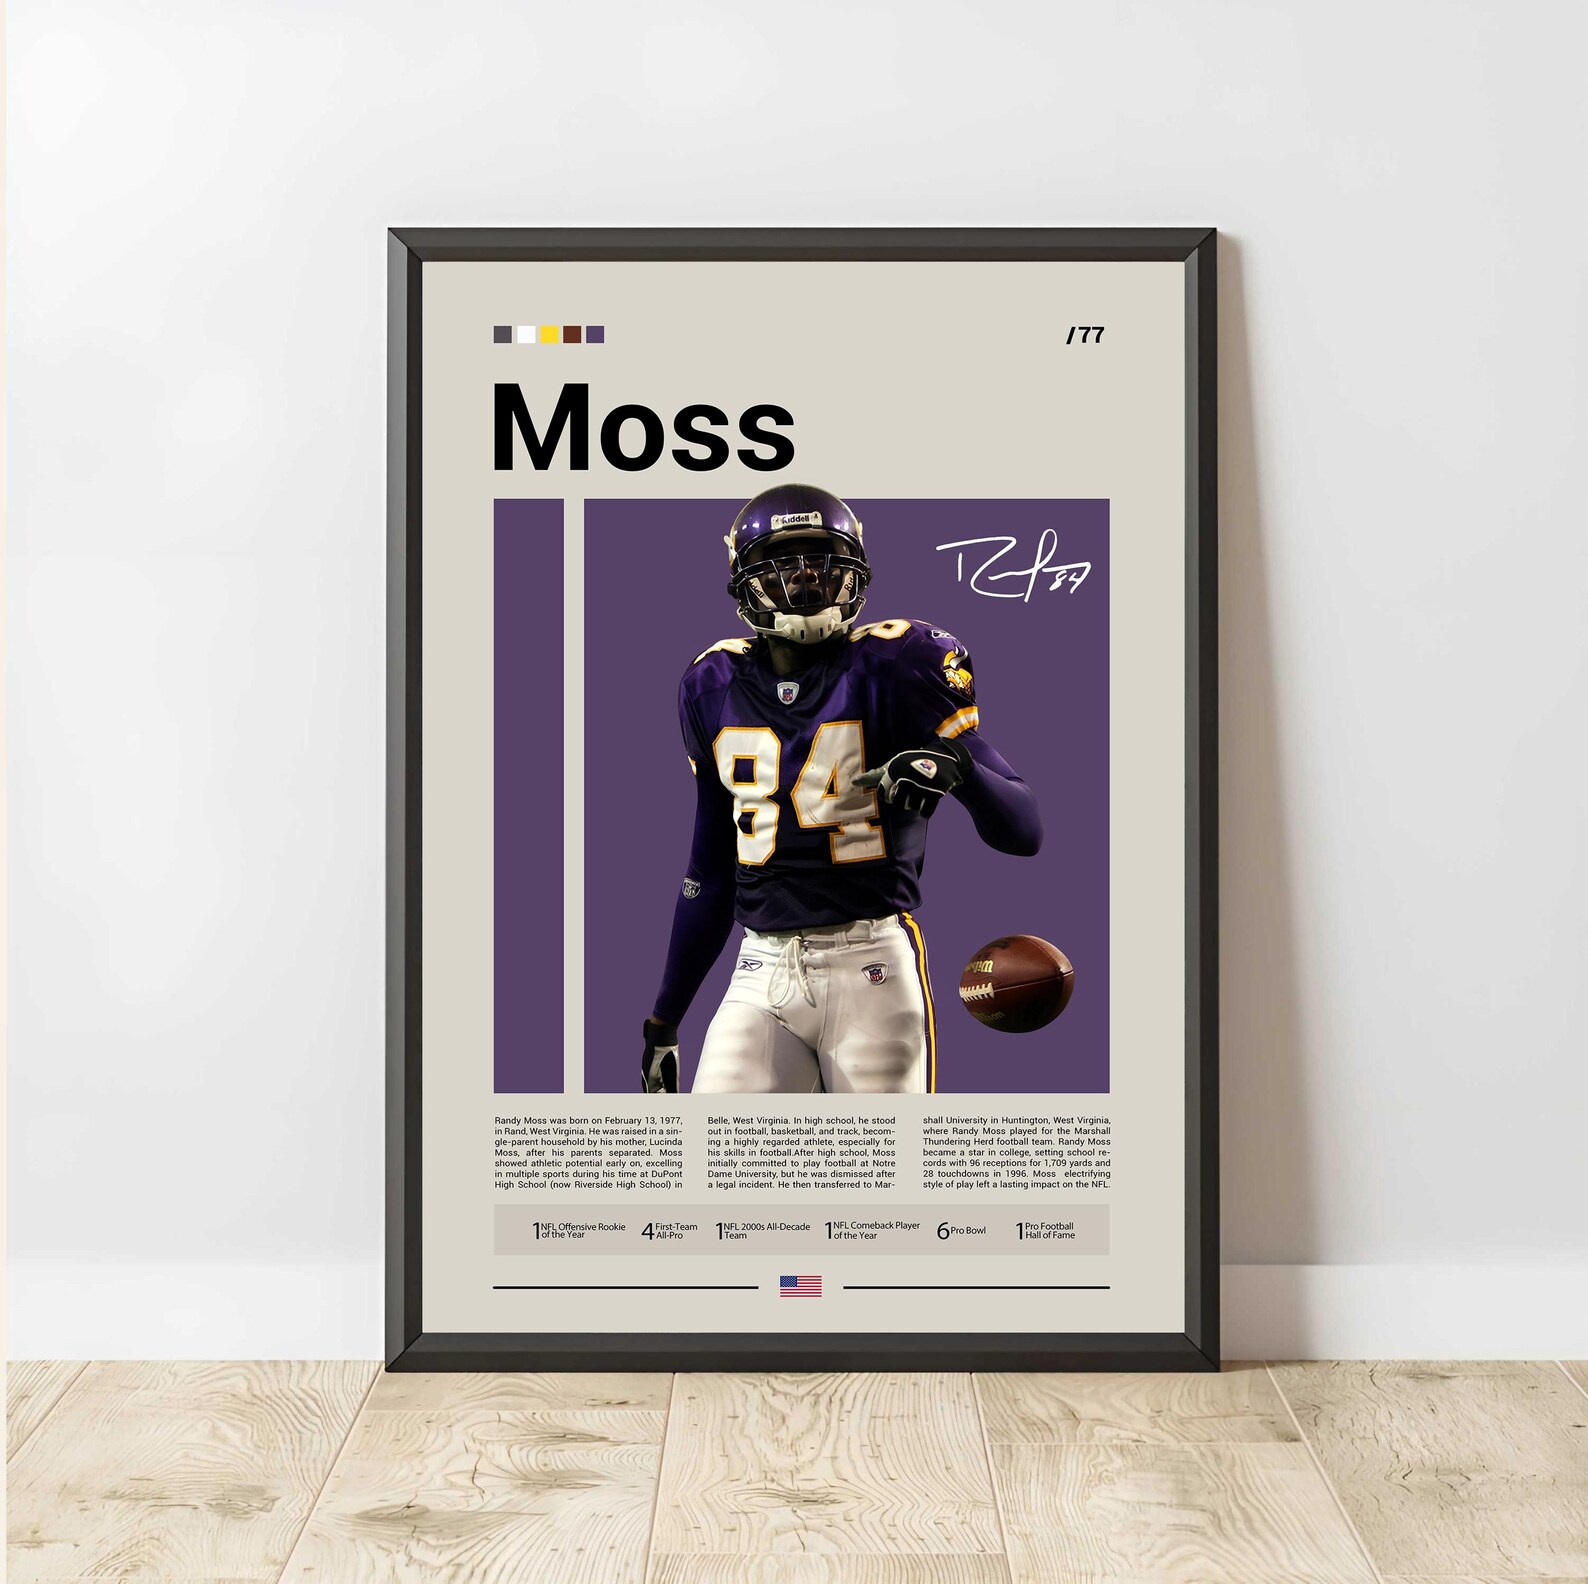 /77
Moss
Riddell
84
84
Wilson
Randy Moss was born on February 13, 1977,
in Rand, West Virginia. He was raised in a sin-
gle-parent household by his mother, Lucinda
Moss, after his parents separated. Moss
showed athletic potential early on, excelling
in multiple sports during his time at DuPont
High School (now Riverside High School) in
Belle, West Virginia. In high school, he stood
out in football, basketball, and track, becom-
ing a highly regarded athlete, especially for
his skills in football.After high school, Moss
initially committed to play football at Notre
Dame University, but he was dismissed after
a legal incident. He then transferred to Mar-
shall University in Huntington, West Virginia,
where Randy Moss played for the Marshall
Thundering Herd football team. Randy Moss
became a star in college, setting school re-
cords with 96 receptions for 1,709 yards and
28 touchdowns in 1996. Moss electrifying
style of play left a lasting impact on the NFL.
1 NFL Offensive Rookie
of the Year
4 First-Team
All-Pro
1 NFL 2000s All-Decade
Team
1 NFL Comeback Player
of the Year
6 Pro Bowl
1 Pro Football
Hall of Fame